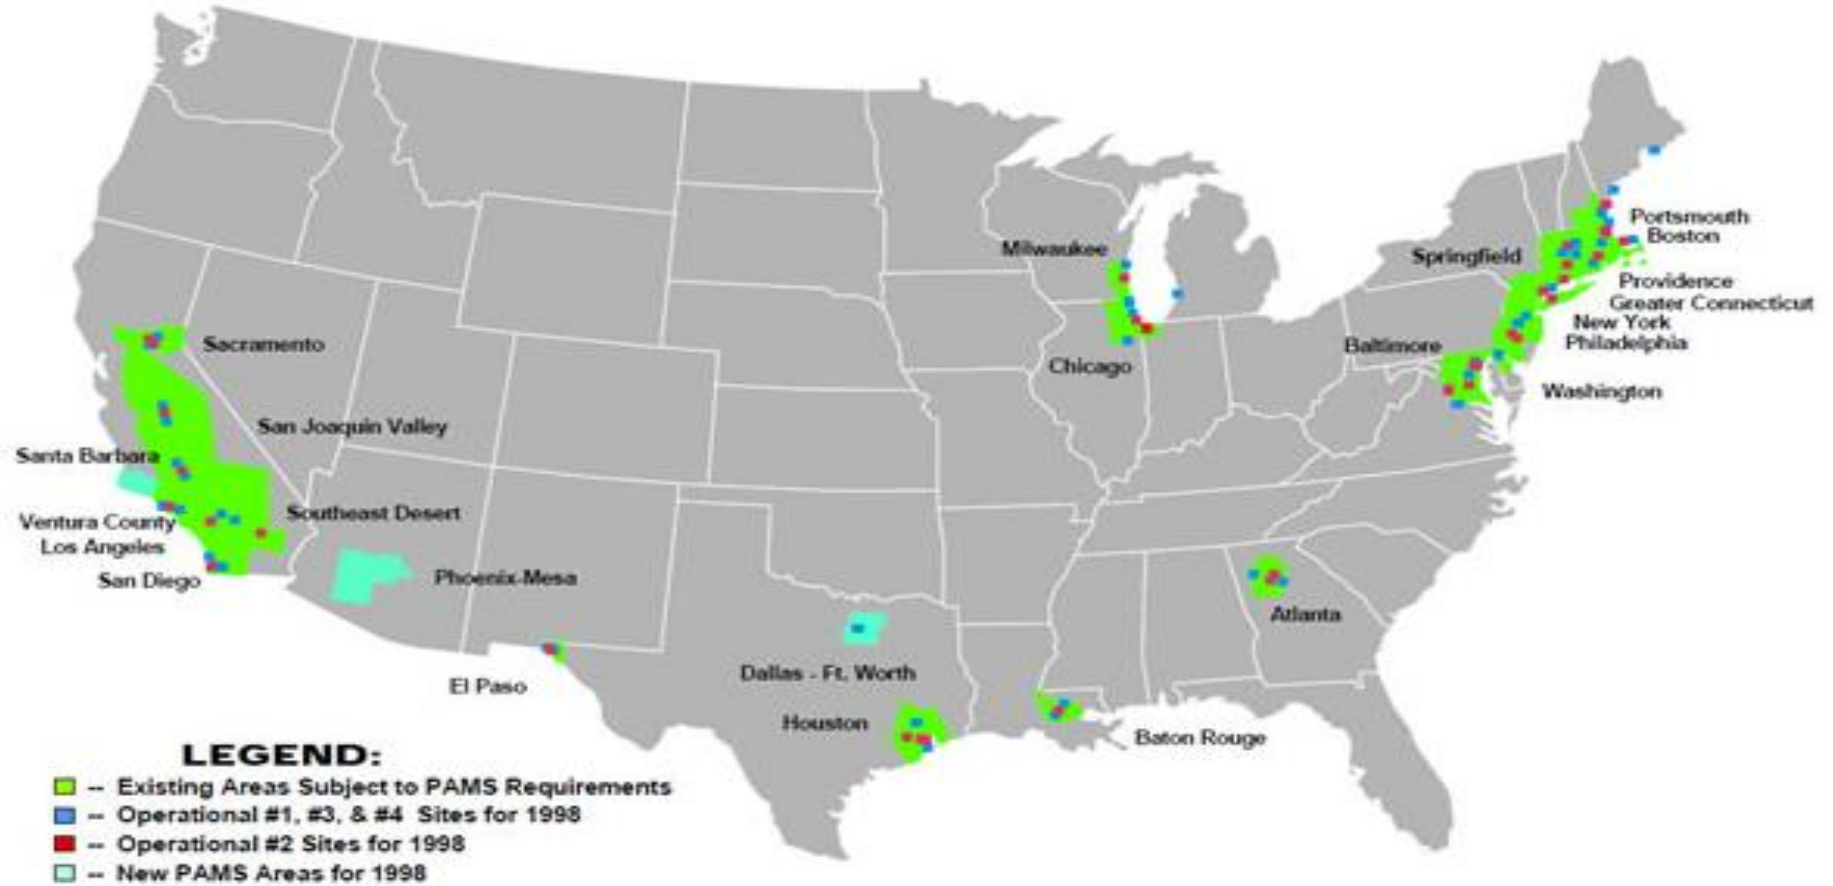 Portsmouth
Boston
Milwaukee
Springfield
Providence
Greater Connecticut
New York
Philadelphia
Baltimore
Sacramento
Chicago
Washington
San Joaquin Valley
Santa Barbara
Southeast Desert
Ventura County
Los Angeles
San Diego
Phoenix-Mesa
Atlanta
Dallas - Ft. Worth
El Paso
Houston
Baton Rouge
LEGEND:
-- Existing Areas Subject to PAMS Requirements
-- Operational #1, #3, & #4 Sites for 1998
-- Operational #2 Sites for 1998
-- New PAMS Areas for 1998